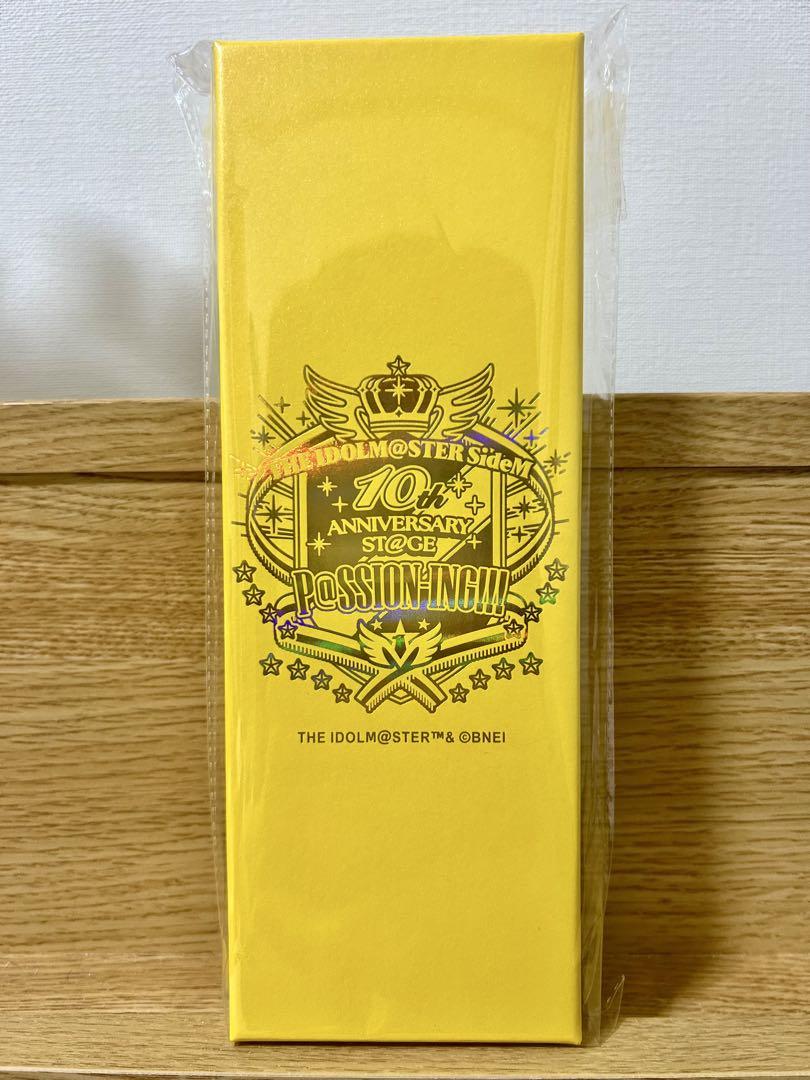 THE IDOLM@STER SideM
10th
ANNIVERSARY
ST@GE
P@SSION-ING!!!
THE IDOLM@STER™& ©BNEI